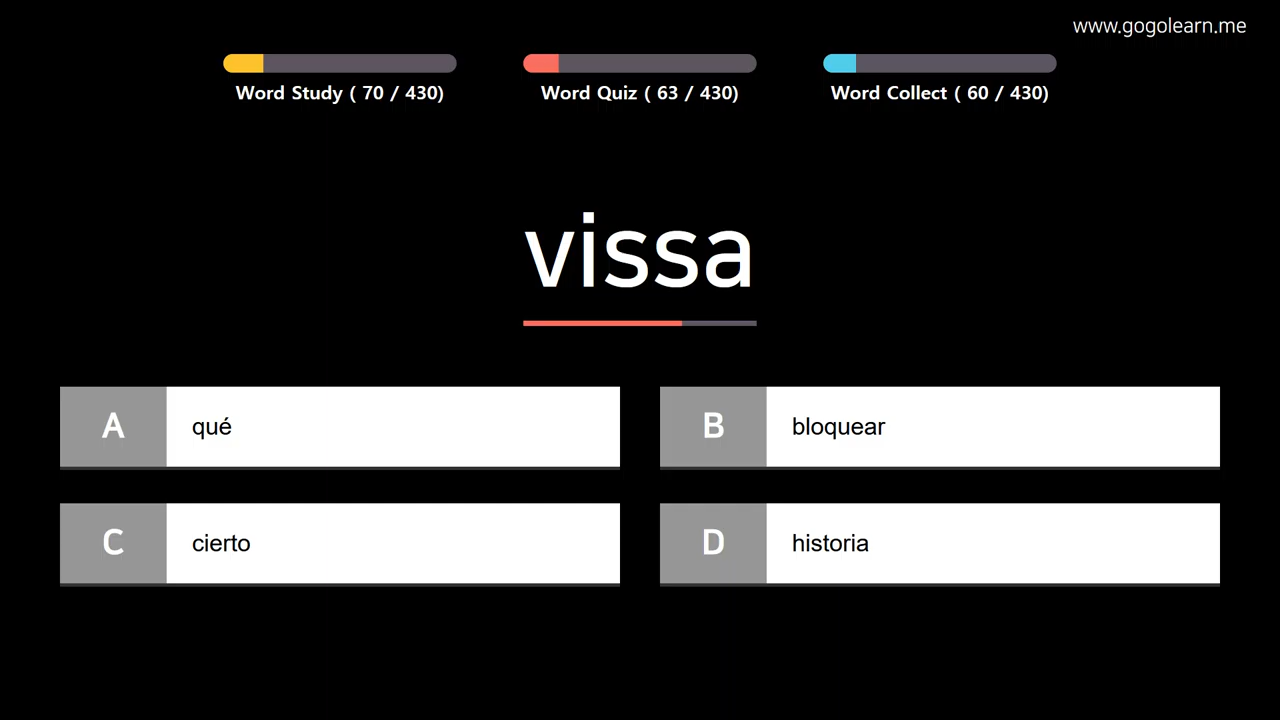 www.gogolearn.me
Word Study ( 70 / 430)
Word Quiz ( 63 / 430)
Word Collect ( 60 / 430)
vissa
A qué
B bloquear
C cierto
D historia